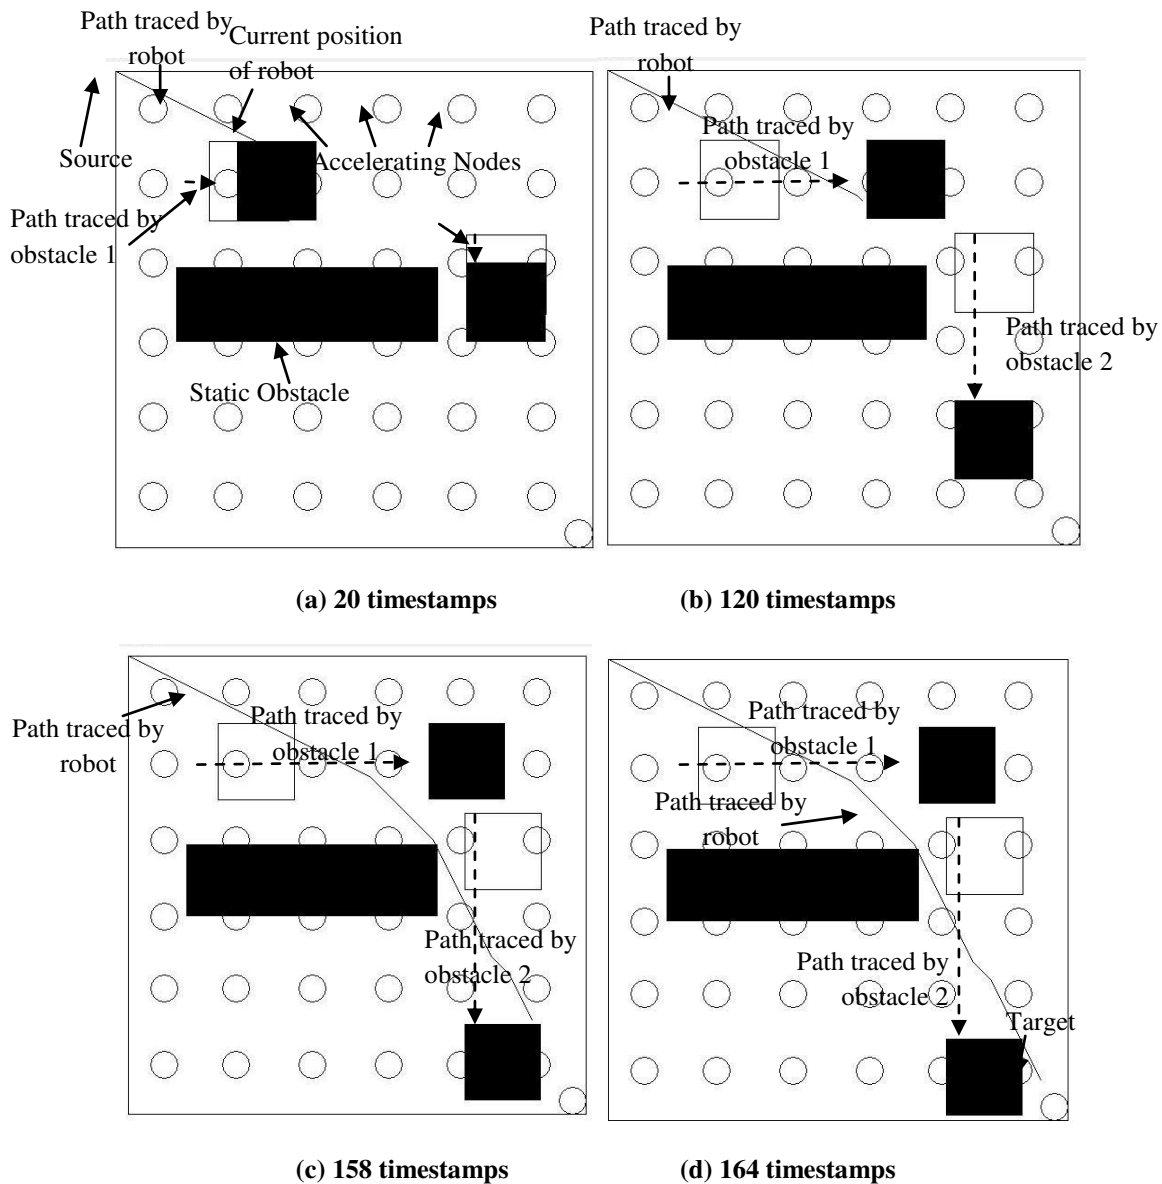 Path traced by
robot
Current position
of robot
Source
Accelerating Nodes
Path traced by
obstacle 1
Static Obstacle
(a) 20 timestamps
Path traced by
robot
Path traced by
obstacle 1
Path traced by
obstacle 2
(b) 120 timestamps
Path traced by
robot
Path traced by
obstacle 1
Path traced by
obstacle 2
(c) 158 timestamps
Path traced by
obstacle 1
Path traced by
robot
Path traced by
obstacle 2
Target
(d) 164 timestamps